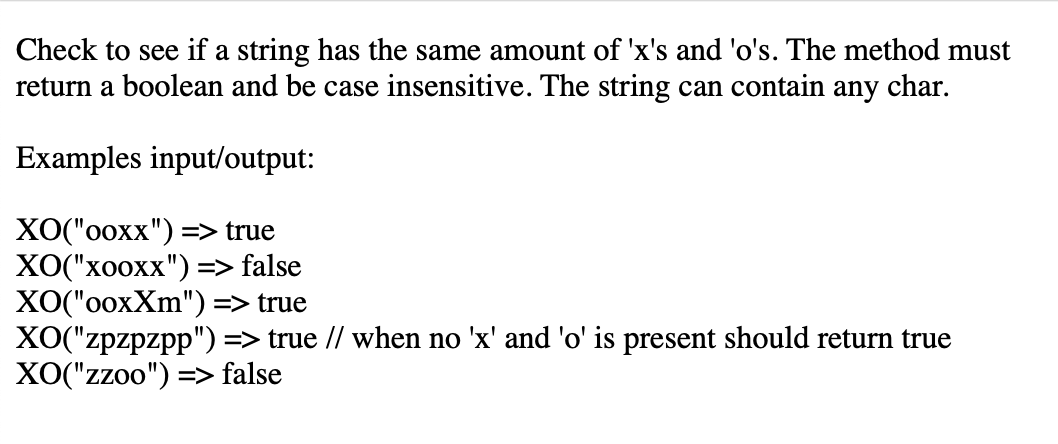 Check to see if a string has the same amount of 'x's and 'o's. The method must
return a boolean and be case insensitive. The string can contain any char.
Examples input/output:
XO("ooxx") => true
XO("xooxx") => false
XO("ooxXm") => true
XO("zpzpzpp") => true // when no 'x' and 'o' is present should return true
XO("zzoo") => false